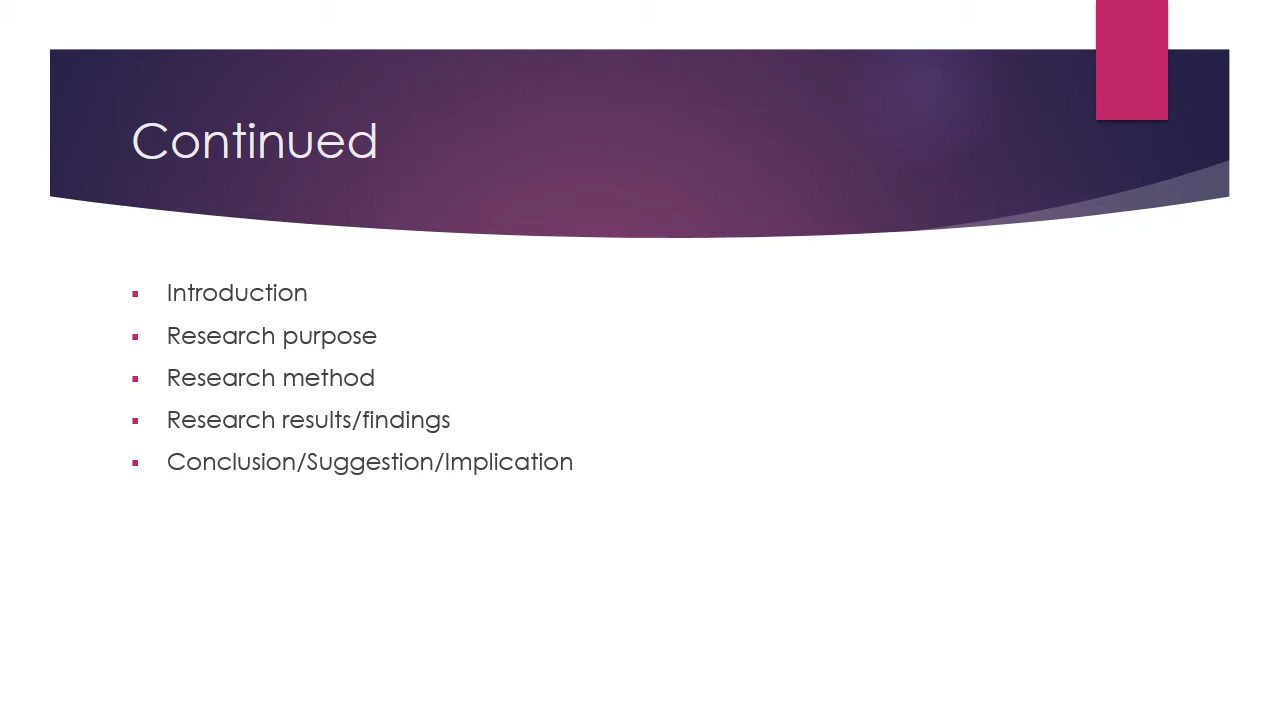 Continued
Introduction
Research purpose
Research method
Research results/findings
Conclusion/Suggestion/Implication